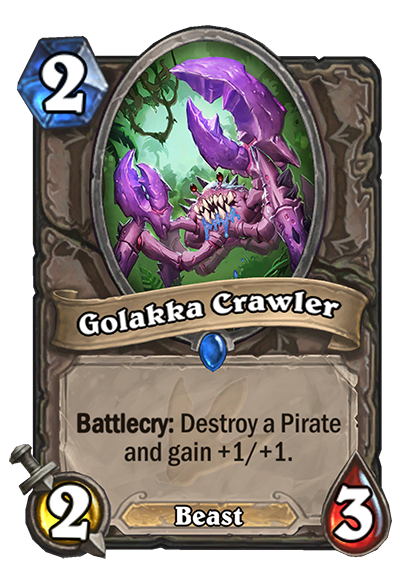 2
Golakka Crawler
Battlecry: Destroy a Pirate
and gain +1/+1.
2
Beast
3